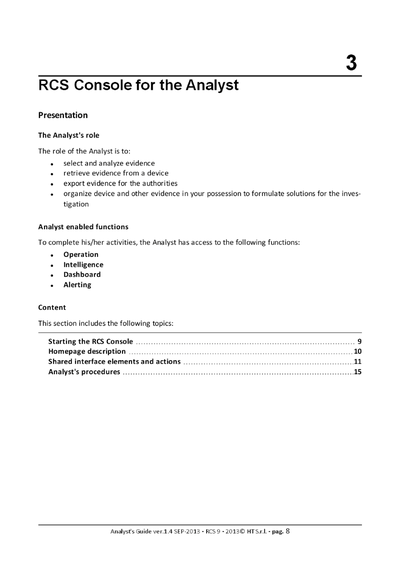 3
RCS Console for the Analyst
Presentation
The Analyst's role
The role of the Analyst is to:
• select and analyze evidence
• retrieve evidence from a device
• export evidence for the authorities
• organize device and other evidence in your possession to formulate solutions for the inves-
tigation
Analyst enabled functions
To complete his/her activities, the Analyst has access to the following functions:
• Operation
• Intelligence
• Dashboard
• Alerting
Content
This section includes the following topics:
Starting the RCS Console 9
Homepage description 10
Shared interface elements and actions 11
Analyst's procedures 15
Analyst's Guide ver.1.4 SEP-2013 - RCS 9 - 2013© HT S.r.l. - pag. 8